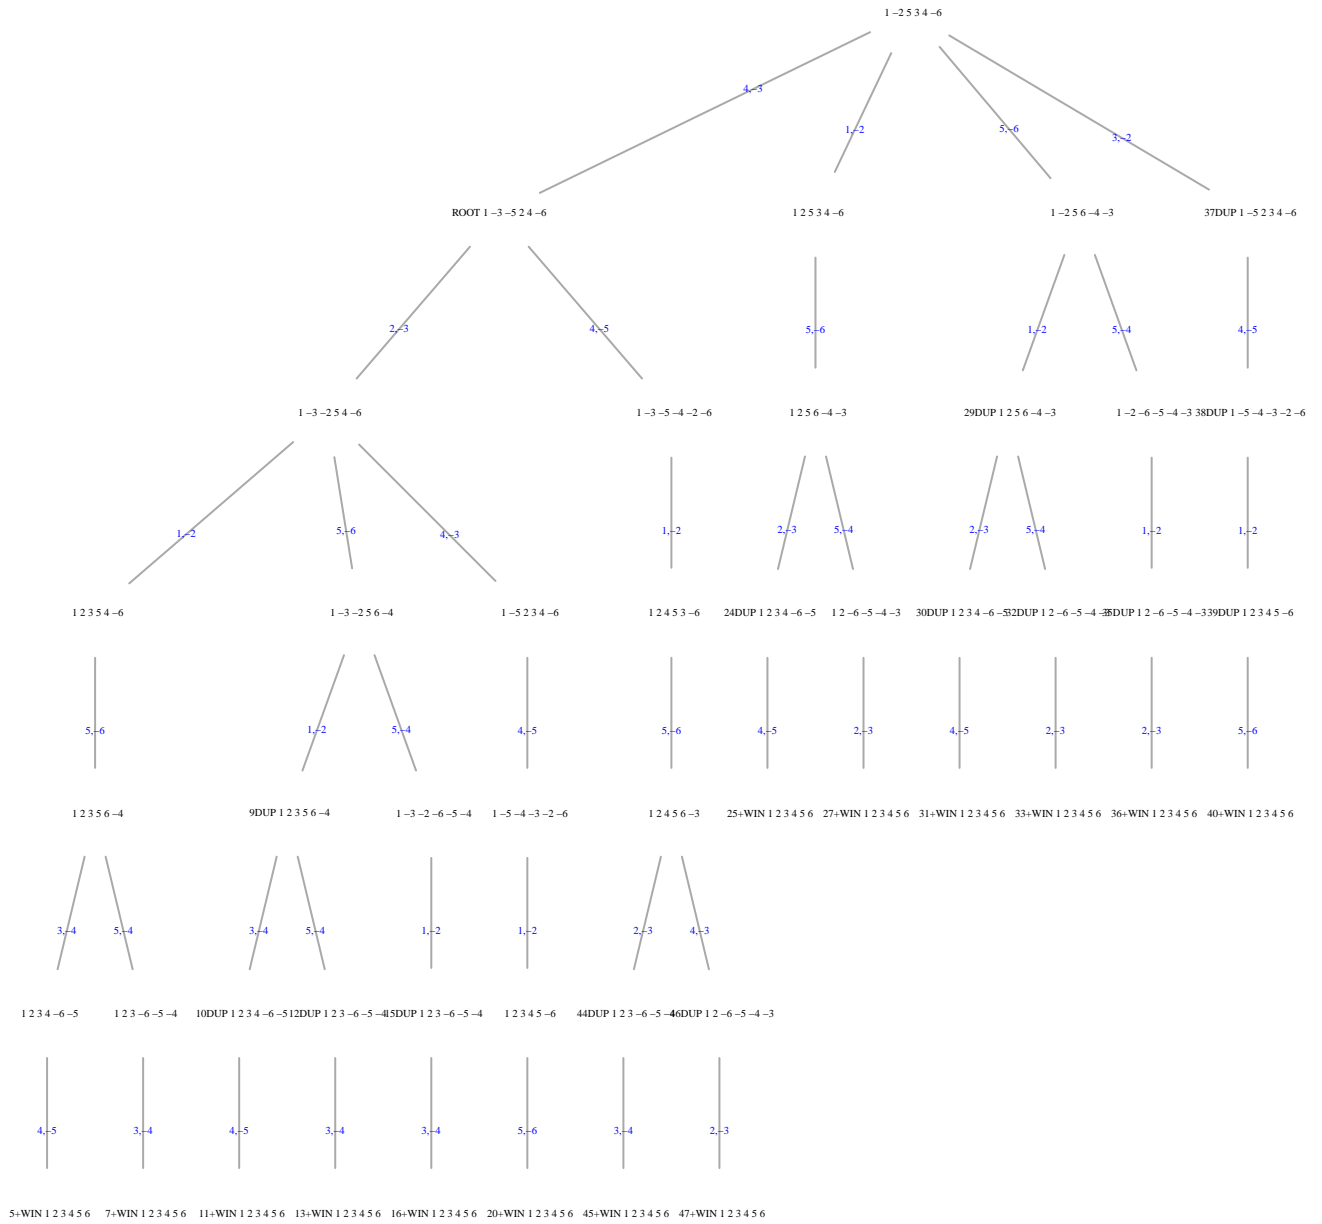 1 −2 5 3 4 −6
4,−3
1,−2
5,−6
3,−2
ROOT 1 −3 −5 2 4 −6
1 2 5 3 4 −6
1 −2 5 6 −4 −3
37DUP 1 −5 2 3 4 −6
2,−3
4,−5
5,−6
1,−2
5,−4
4,−5
1 −3 −2 5 4 −6
1 −3 −5 −4 −2 −6
1 2 5 6 −4 −3
29DUP 1 2 5 6 −4 −3
1 −2 −6 −5 −4 −3
38DUP 1 −5 −4 −3 −2 −6
1,−2
5,−6
4,−3
1,−2
2,−3
5,−4
2,−3
5,−4
1,−2
1,−2
1 2 3 5 4 −6
1 −3 −2 5 6 −4
1 −5 2 3 4 −6
1 2 4 5 3 −6
24DUP 1 2 3 4 −6 −5
1 2 −6 −5 −4 −3
30DUP 1 2 3 4 −6 −5
32DUP 1 2 −6 −5 −4 −3
35DUP 1 2 −6 −5 −4 −3
39DUP 1 2 3 4 5 −6
5,−6
1,−2
5,−4
4,−5
5,−6
4,−5
2,−3
4,−5
2,−3
2,−3
5,−6
1 2 3 5 6 −4
9DUP 1 2 3 5 6 −4
1 −3 −2 −6 −5 −4
1 −5 −4 −3 −2 −6
1 2 4 5 6 −3
25+WIN 1 2 3 4 5 6
27+WIN 1 2 3 4 5 6
31+WIN 1 2 3 4 5 6
33+WIN 1 2 3 4 5 6
36+WIN 1 2 3 4 5 6
40+WIN 1 2 3 4 5 6
3,−4
5,−4
3,−4
5,−4
1,−2
1,−2
2,−3
4,−3
1 2 3 4 −6 −5
1 2 3 −6 −5 −4
10DUP 1 2 3 4 −6 −5
12DUP 1 2 3 −6 −5 −4
15DUP 1 2 3 −6 −5 −4
1 2 3 4 5 −6
44DUP 1 2 3 −6 −5 −4
46DUP 1 2 −6 −5 −4 −3
4,−5
3,−4
4,−5
3,−4
3,−4
5,−6
3,−4
2,−3
5+WIN 1 2 3 4 5 6
7+WIN 1 2 3 4 5 6
11+WIN 1 2 3 4 5 6
13+WIN 1 2 3 4 5 6
16+WIN 1 2 3 4 5 6
20+WIN 1 2 3 4 5 6
45+WIN 1 2 3 4 5 6
47+WIN 1 2 3 4 5 6